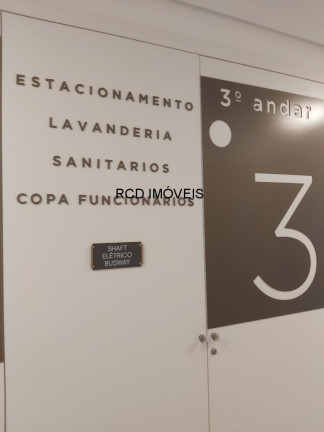 ESTACIONAMENTO
LAVANDERIA
SANITARIOS
COPA FUNCIONARIOS
RCD IMÓVEIS
SHAFT
ELÉTRICO
BUSWAY
3º andar
3